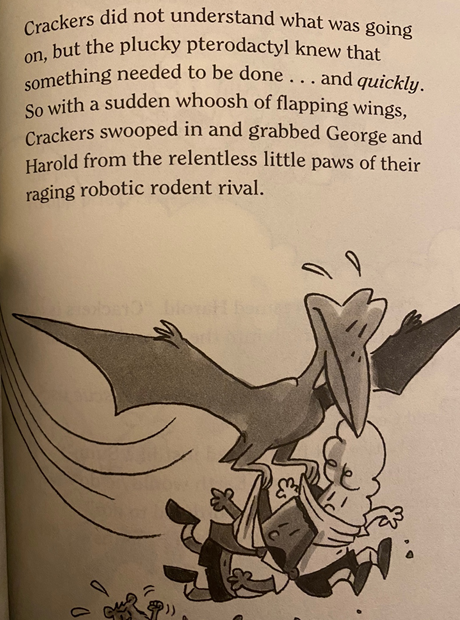 Crackers did not understand what was going
on, but the plucky pterodactyl knew that
something needed to be done . . . and quickly.
So with a sudden whoosh of flapping wings,
Crackers swooped in and grabbed George and
Harold from the relentless little paws of their
raging robotic rodent rival.